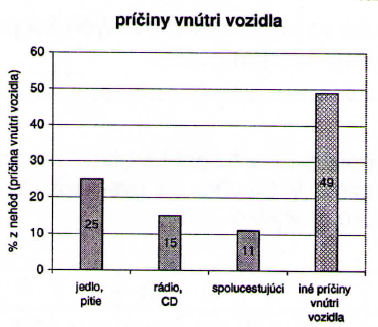 príčiny vnútri vozidla
% z nehôd (príčina vnútri vozidla)
60
50
40
30
20
10
0
25
15
11
49
jedlo,
pitie
rádio,
CD
spolucestujúci
iné príčiny
vnútri
vozidla